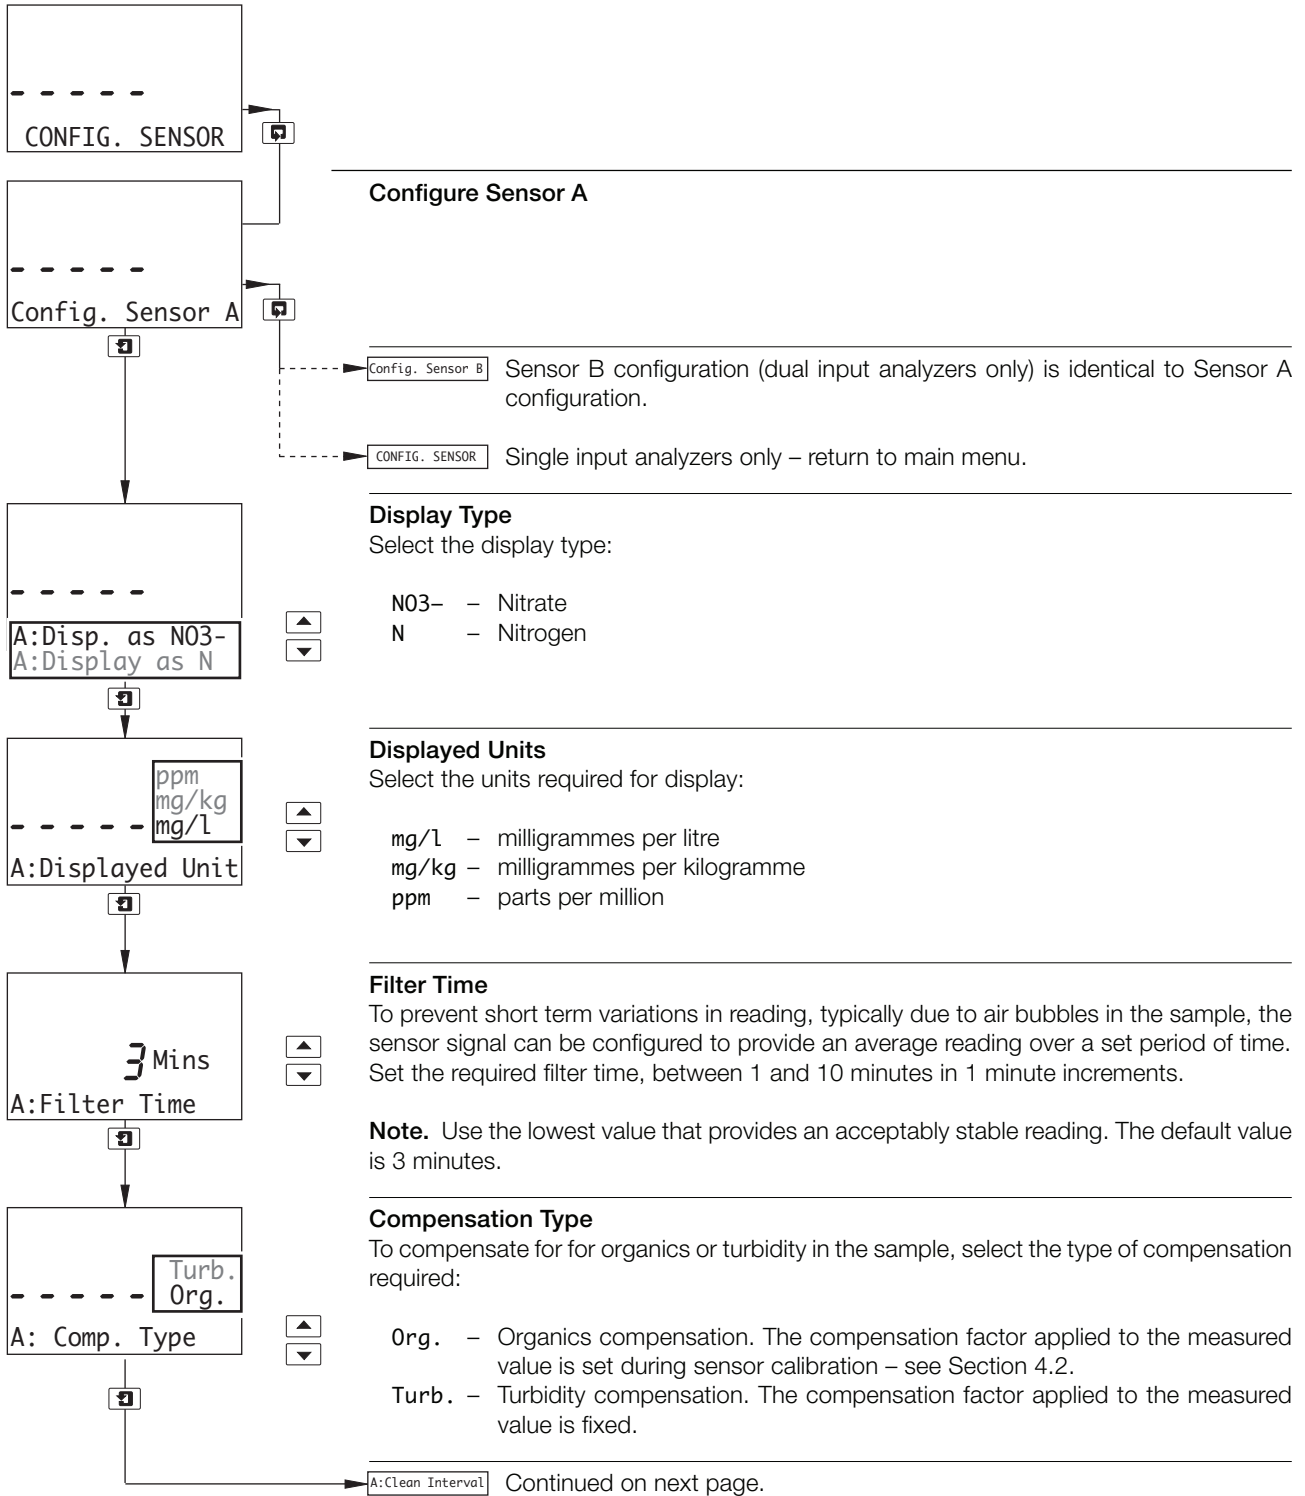 CONFIG. SENSOR
Configure Sensor A
Config. Sensor A
Config. Sensor B Sensor B configuration (dual input analyzers only) is identical to Sensor A
configuration.
CONFIG. SENSOR Single input analyzers only – return to main menu.
Display Type
Select the display type:
NO3– – Nitrate
N – Nitrogen
A:Disp. as NO3-
A:Display as N
Displayed Units
Select the units required for display:
ppm
mg/kg
mg/l
A:Displayed Unit
mg/l – milligrammes per litre
mg/kg – milligrammes per kilogramme
ppm – parts per million
Filter Time
To prevent short term variations in reading, typically due to air bubbles in the sample, the
sensor signal can be configured to provide an average reading over a set period of time.
Set the required filter time, between 1 and 10 minutes in 1 minute increments.
3 Mins
A:Filter Time
Note. Use the lowest value that provides an acceptably stable reading. The default value
is 3 minutes.
Compensation Type
To compensate for for organics or turbidity in the sample, select the type of compensation
required:
Turb.
Org.
A: Comp. Type
Org. – Organics compensation. The compensation factor applied to the measured
value is set during sensor calibration – see Section 4.2.
Turb. – Turbidity compensation. The compensation factor applied to the measured
value is fixed.
A:Clean Interval Continued on next page.